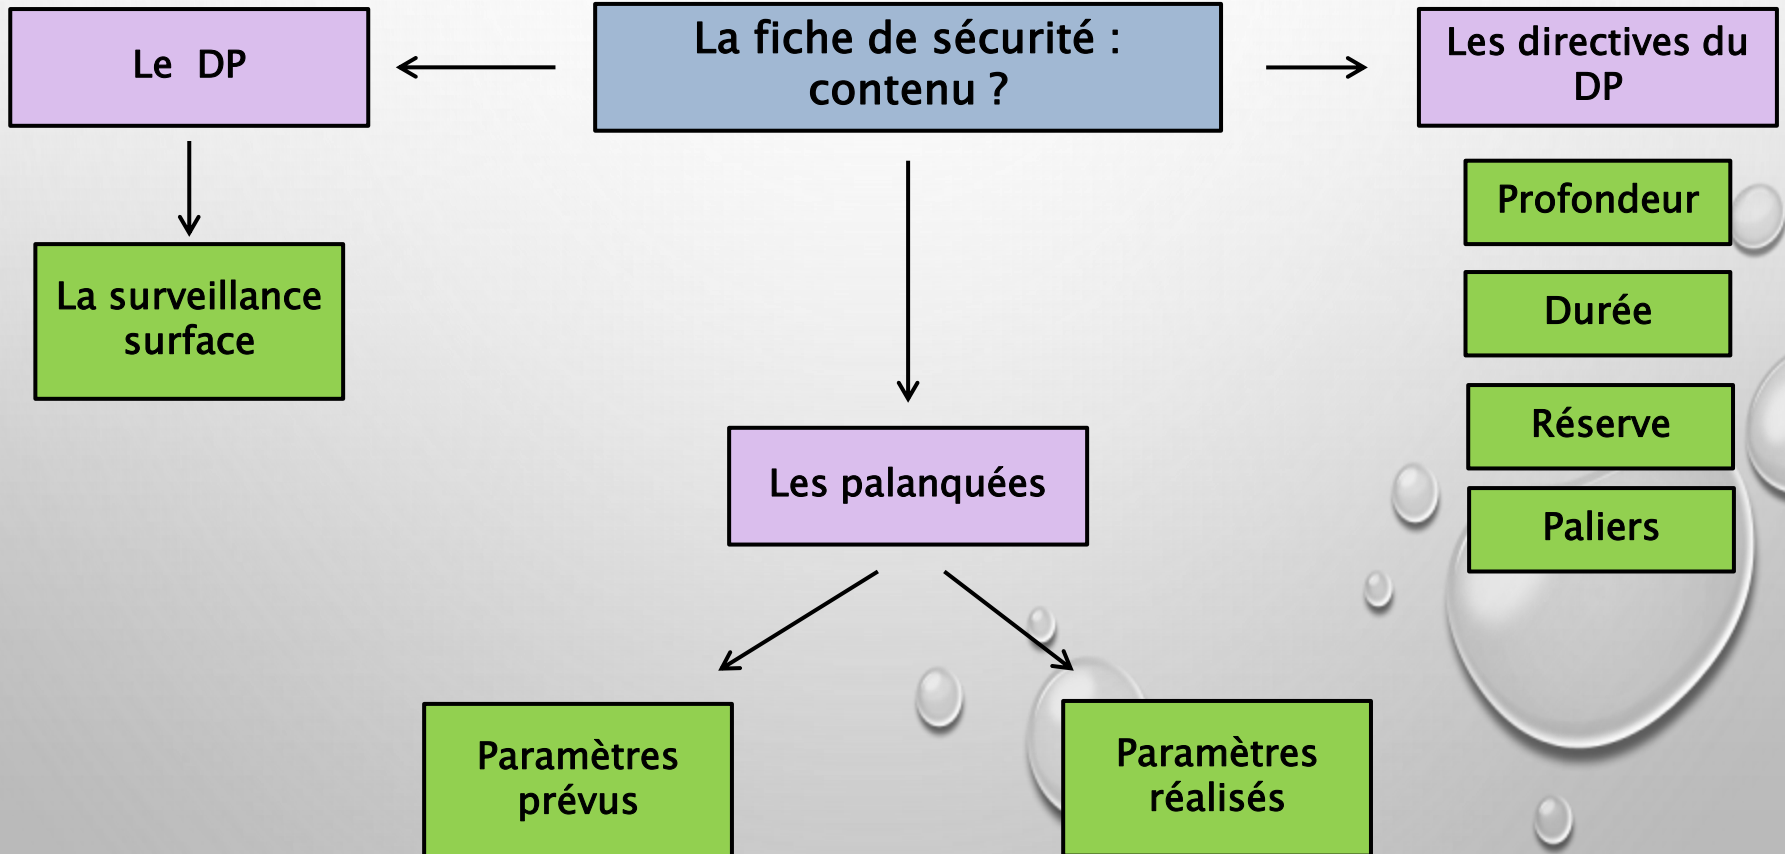 Le DP
La fiche de sécurité :
contenu ?
Les directives du
DP
La surveillance
surface
Profondeur
Durée
Réserve
Paliers
Les palanquées
Paramètres
prévus
Paramètres
réalisés